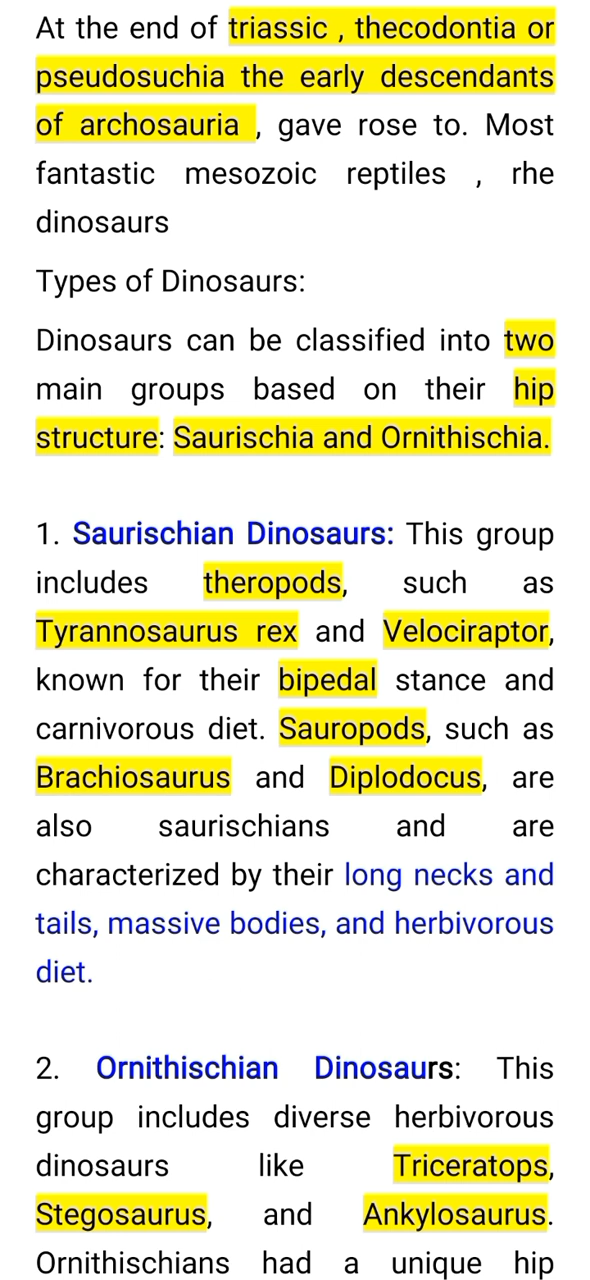 At the end of triassic , thecodontia or
pseudosuchia the early descendants
of archosauria , gave rose to. Most
fantastic mesozoic reptiles , rhe
dinosaurs
Types of Dinosaurs:
Dinosaurs can be classified into two
main groups based on their hip
structure: Saurischia and Ornithischia.
1. Saurischian Dinosaurs: This group
includes theropods, such as
Tyrannosaurus rex and Velociraptor,
known for their bipedal stance and
carnivorous diet. Sauropods, such as
Brachiosaurus and Diplodocus, are
also saurischians and are
characterized by their long necks and
tails, massive bodies, and herbivorous
diet.
2. Ornithischian Dinosaurs: This
group includes diverse herbivorous
dinosaurs like Triceratops,
Stegosaurus, and Ankylosaurus.
Ornithischians had a unique hip